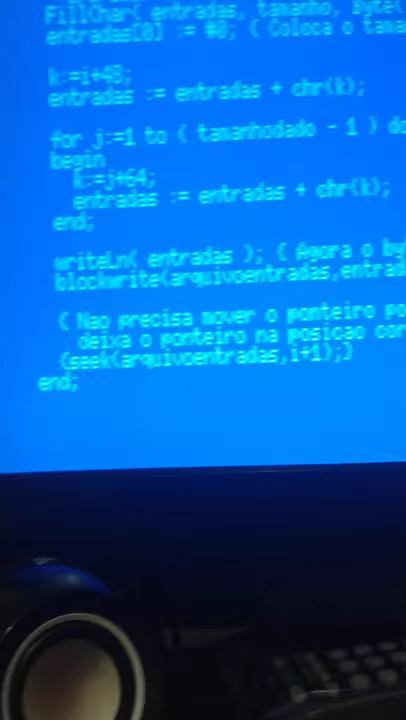 FillChar( entradas, tamanho, Byte(
entradas[0] := #0; { Coloca o tama
k:=i+48;
entradas := entradas + chr(k);
for j:=1 to ( tamanhodado - 1 ) do
begin
k:=j+64;
entradas := entradas + chr(k);
end;
writeLn( entradas ); { Agora o by
blockwrite(arquivoentradas,entrad
{ Nao precisa mover o ponteiro po
deixa o ponteiro na posicao cor
{seek(arquivoentradas,i+1);}
end;